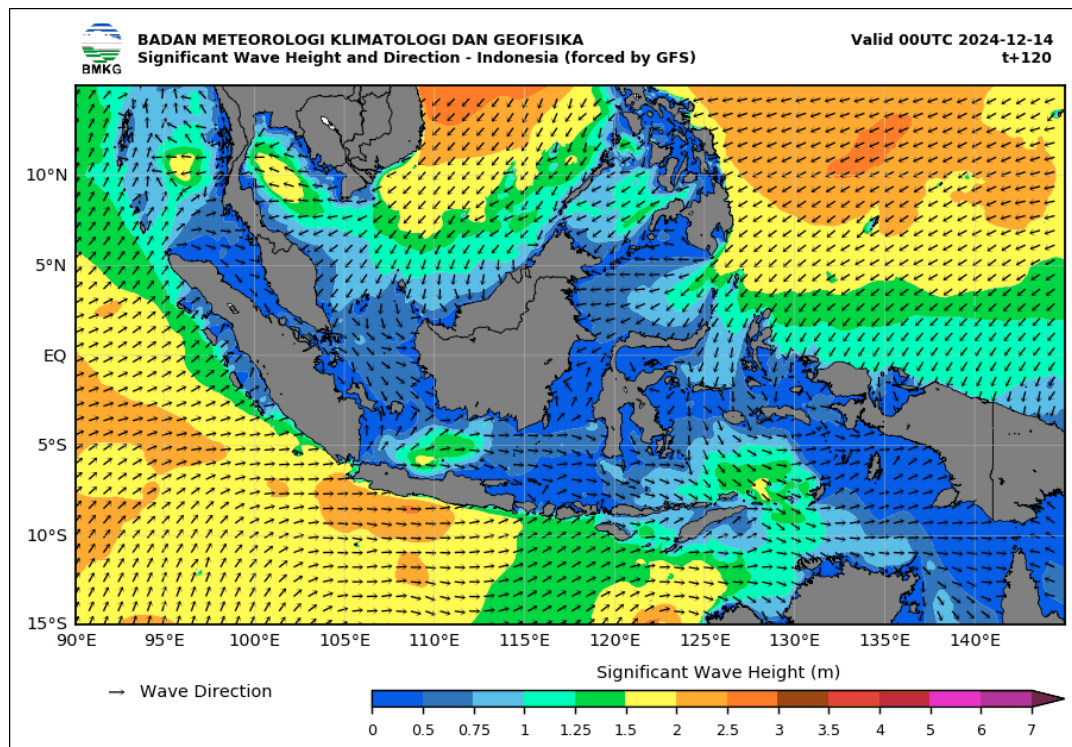 BMKG
BADAN METEOROLOGI KLIMATOLOGI DAN GEOFISIKA
Significant Wave Height and Direction - Indonesia (forced by GFS)
Valid 00UTC 2024-12-14
t+120
10°N
5°N
EQ
5°S
10°S
15°S
90°E 95°E 100°E 105°E 110°E 115°E 120°E 125°E 130°E 135°E 140°E
Wave Direction
Significant Wave Height (m)
0 0.5 0.75 1 1.25 1.5 2 2.5 3 3.5 4 5 6 7